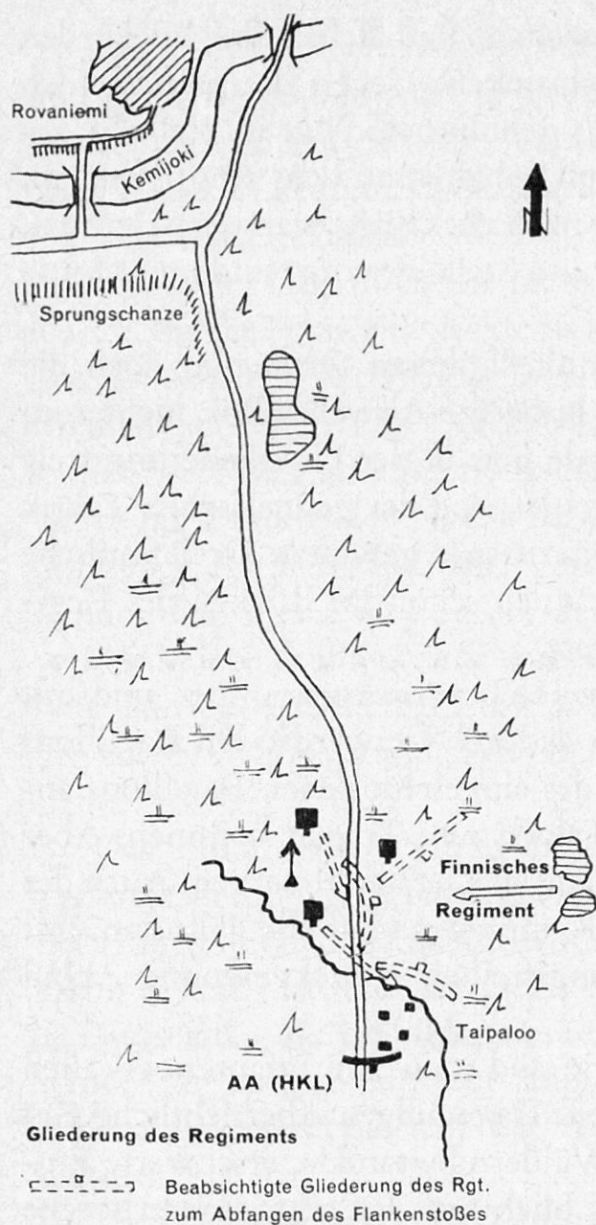 Rovaniemi
Kemijoki
N
Sprungschanze
Finnisches
Regiment
Taipaloo
AA (HKL)
Gliederung des Regiments
Beabsichtigte Gliederung des Rgt.
zum Abfangen des Flankenstoßes